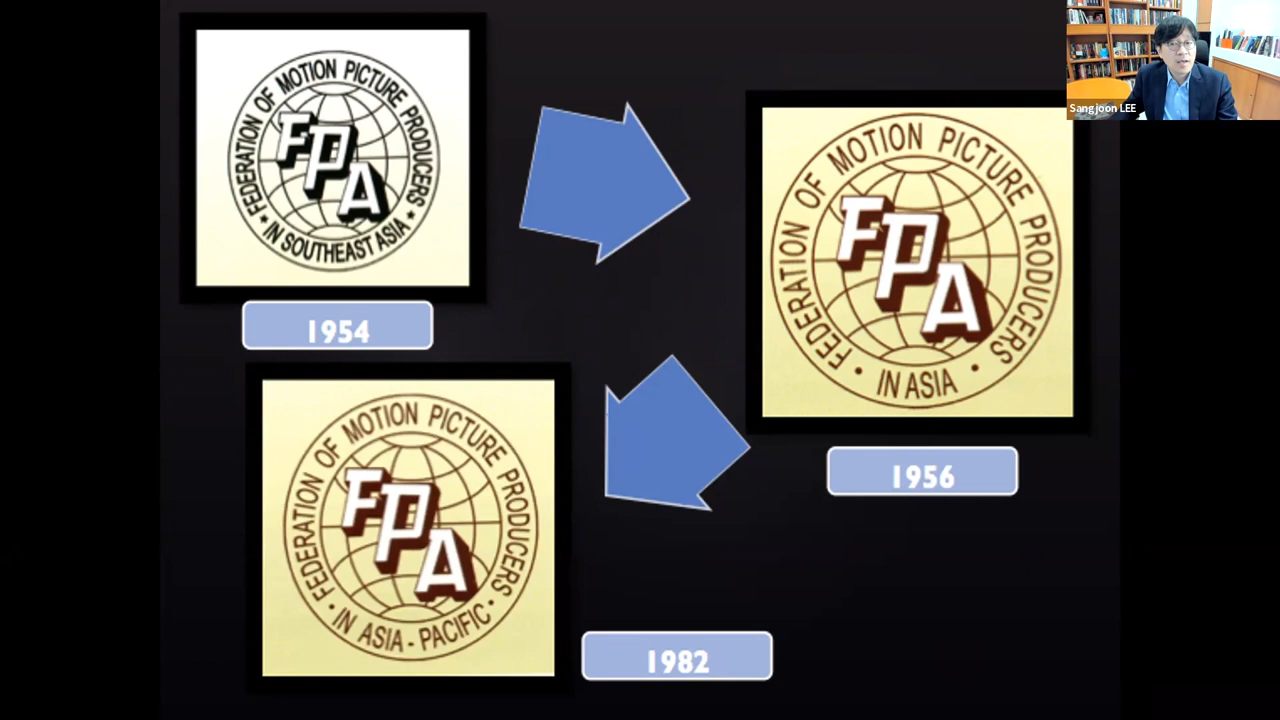 FEDERATION OF MOTION PICTURE PRODUCERS
★ IN SOUTHEAST ASIA ★
FPA
1954
FEDERATION OF MOTION PICTURE PRODUCERS
• IN ASIA •
FPA
1956
FEDERATION OF MOTION PICTURE PRODUCERS
• IN ASIA - PACIFIC •
FPA
1982
Sangjoon LEE